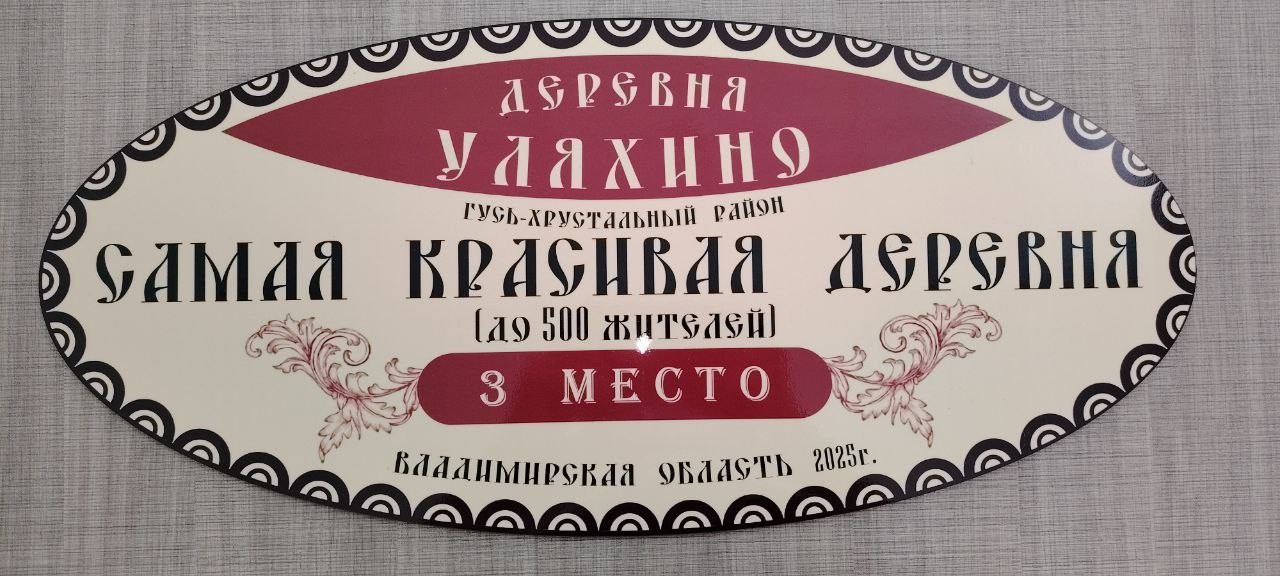 ДЕРЕВНЯ
УЛЯХИНО
ГУСЬ-ХРУСТАЛЬНЫЙ РАЙОН
САМАЯ КРАСИВАЯ ДЕРЕВНЯ
(ДО 500 ЖИТЕЛЕЙ)
3 МЕСТО
ВЛАДИМИРСКАЯ ОБЛАСТЬ 2025г.